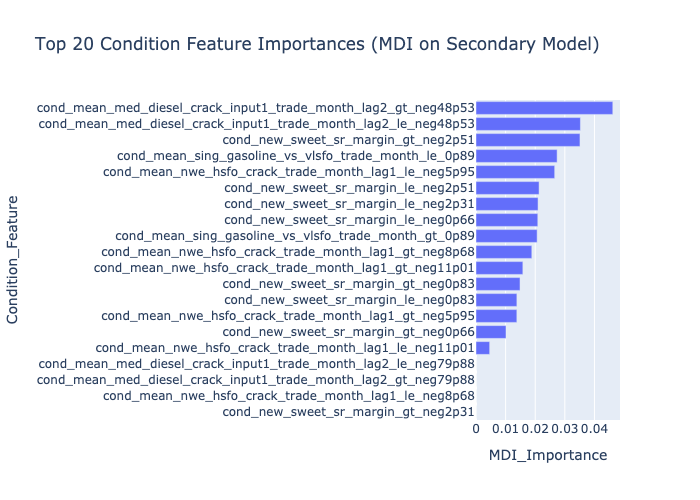 Top 20 Condition Feature Importances (MDI on Secondary Model)
cond_mean_med_diesel_crack_input1_trade_month_lag2_gt_neg48p53
cond_mean_med_diesel_crack_input1_trade_month_lag2_le_neg48p53
cond_new_sweet_sr_margin_gt_neg2p51
cond_mean_sing_gasoline_vs_vlsfo_trade_month_le_0p89
cond_mean_nwe_hsfo_crack_trade_month_lag1_le_neg5p95
cond_new_sweet_sr_margin_le_neg2p51
cond_new_sweet_sr_margin_le_neg2p31
cond_new_sweet_sr_margin_le_neg0p66
cond_mean_sing_gasoline_vs_vlsfo_trade_month_gt_0p89
cond_mean_nwe_hsfo_crack_trade_month_lag1_gt_neg8p68
cond_mean_nwe_hsfo_crack_trade_month_lag1_gt_neg11p01
cond_new_sweet_sr_margin_gt_neg0p83
cond_new_sweet_sr_margin_le_neg0p83
cond_mean_nwe_hsfo_crack_trade_month_lag1_gt_neg5p95
cond_new_sweet_sr_margin_gt_neg0p66
cond_mean_nwe_hsfo_crack_trade_month_lag1_le_neg11p01
cond_mean_med_diesel_crack_input1_trade_month_lag2_le_neg79p88
cond_mean_med_diesel_crack_input1_trade_month_lag2_gt_neg79p88
cond_mean_nwe_hsfo_crack_trade_month_lag1_le_neg8p68
cond_new_sweet_sr_margin_gt_neg2p31
Condition_Feature
0 0.01 0.02 0.03 0.04
MDI_Importance